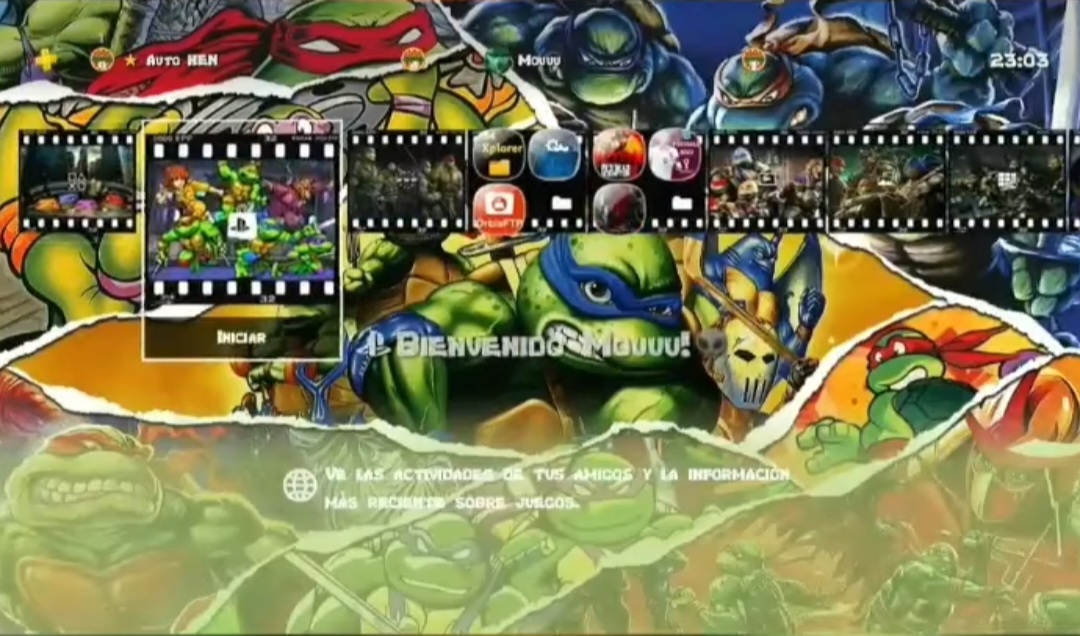 Auto HEN
Mouuu
23:03
Xplorer
OrbisFTP
32
Iniciar
Bienvenido Mouuu!
Ve las actividades de tus amigos y la información
más reciente sobre juegos.